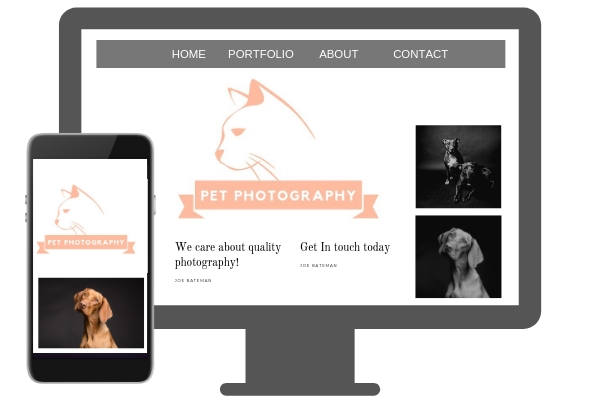 HOME PORTFOLIO ABOUT CONTACT
PET PHOTOGRAPHY
We care about quality
photography!
JOE BATEMAN
Get In touch today
JOE BATEMAN
PET PHOTOGRAPHY